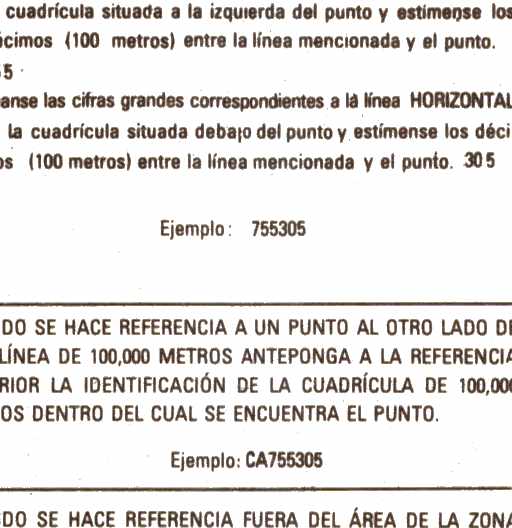 cuadrícula situada a la izquierda del punto y estímense los
cimos (100 metros) entre la línea mencionada y el punto.
5
anse las cifras grandes correspondientes a la línea HORIZONTAL
la cuadrícula situada debajo del punto y estímense los déci
os (100 metros) entre la línea mencionada y el punto. 305
Ejemplo: 755305
DO SE HACE REFERENCIA A UN PUNTO AL OTRO LADO DE
LÍNEA DE 100,000 METROS ANTEPONGA A LA REFERENCIA
RIOR LA IDENTIFICACIÓN DE LA CUADRÍCULA DE 100,000
OS DENTRO DEL CUAL SE ENCUENTRA EL PUNTO.
Ejemplo: CA755305
DO SE HACE REFERENCIA FUERA DEL ÁREA DE LA ZONA